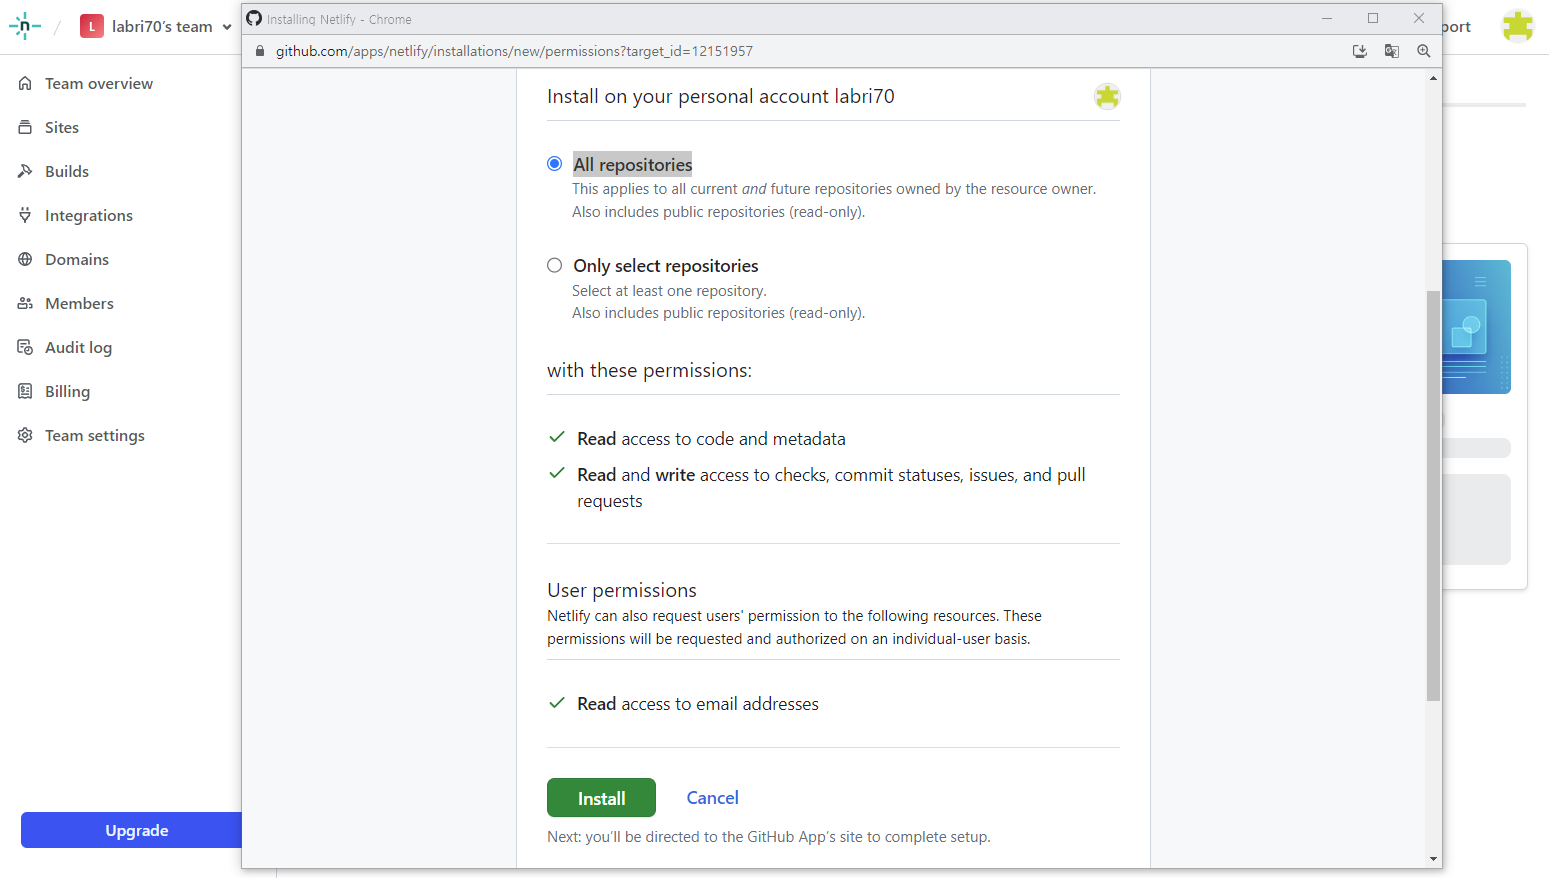 Installing Netlify - Chrome
github.com/apps/netlify/installations/new/permissions?target_id=12151957
n
L
labri70's team
port
Team overview
Sites
Builds
Integrations
Domains
Members
Audit log
Billing
Team settings
Upgrade
Install on your personal account labri70
All repositories
This applies to all current and future repositories owned by the resource owner.
Also includes public repositories (read-only).
Only select repositories
Select at least one repository.
Also includes public repositories (read-only).
with these permissions:
Read access to code and metadata
Read and write access to checks, commit statuses, issues, and pull
requests
User permissions
Netlify can also request users' permission to the following resources. These
permissions will be requested and authorized on an individual-user basis.
Read access to email addresses
Install
Cancel
Next: you'll be directed to the GitHub App's site to complete setup.